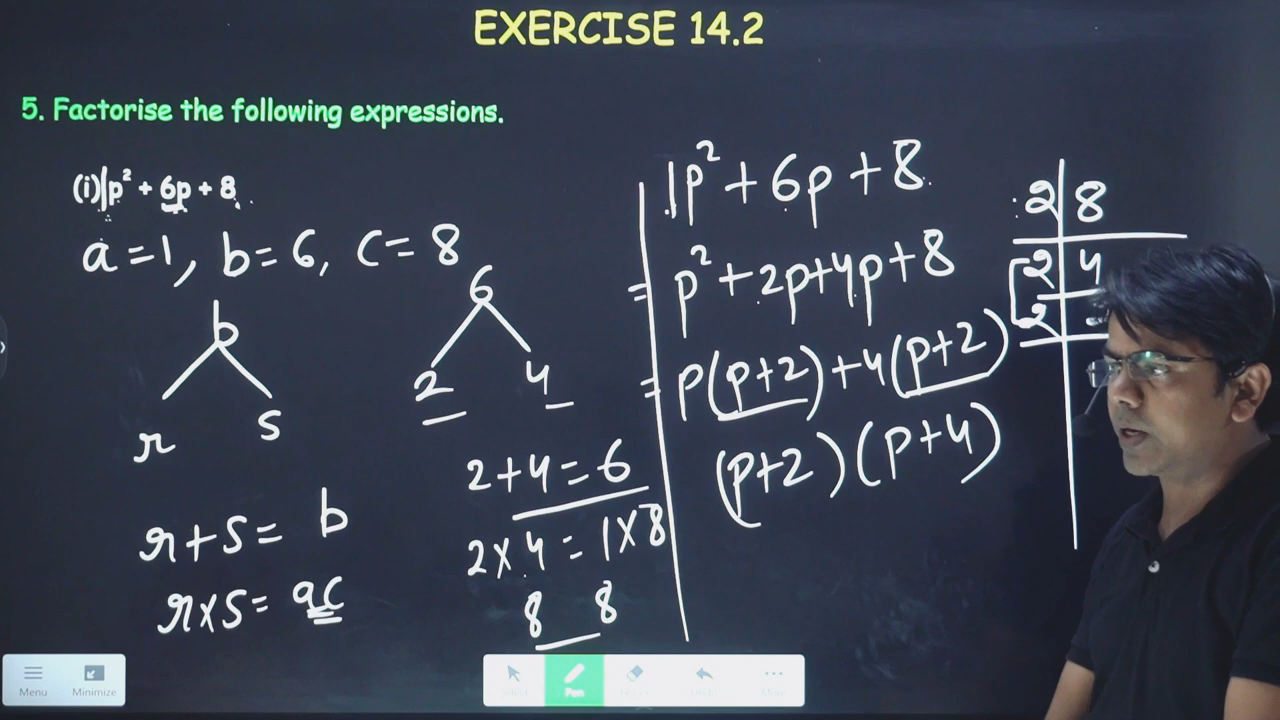 EXERCISE 14.2
5. Factorise the following expressions.
(i) p² + 6p + 8
a = 1, b = 6, c = 8
b
r s
r + s = b
r × s = ac
6
2 4
2 + 4 = 6
2 × 4 = 1 × 8
8 8
1p² + 6p + 8
= p² + 2p + 4p + 8
= p(p+2) + 4(p+2)
(p+2)(p+4)
2 8
2 4
2
Menu Minimize
Pen